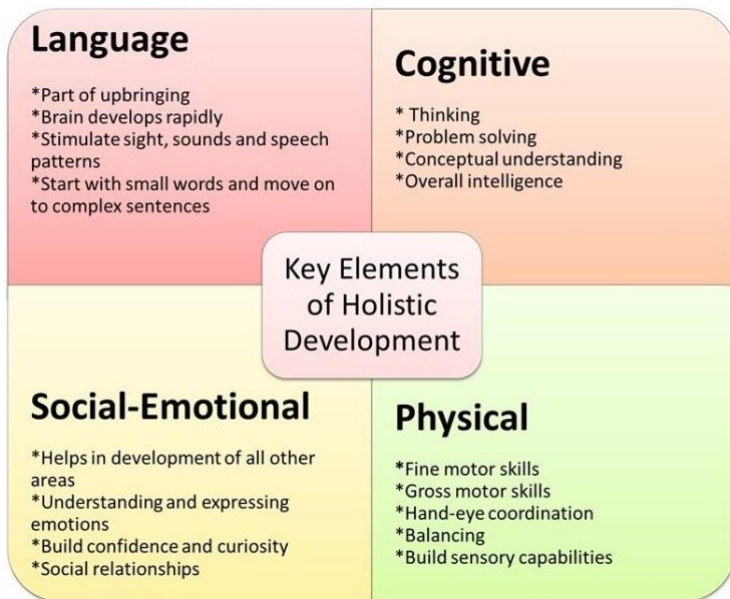 Language
*Part of upbringing
*Brain develops rapidly
*Stimulate sight, sounds and speech
patterns
*Start with small words and move on
to complex sentences
Cognitive
* Thinking
*Problem solving
*Conceptual understanding
*Overall intelligence
Key Elements
of Holistic
Development
Social-Emotional
*Helps in development of all other
areas
*Understanding and expressing
emotions
*Build confidence and curiosity
*Social relationships
Physical
*Fine motor skills
*Gross motor skills
*Hand-eye coordination
*Balancing
*Build sensory capabilities